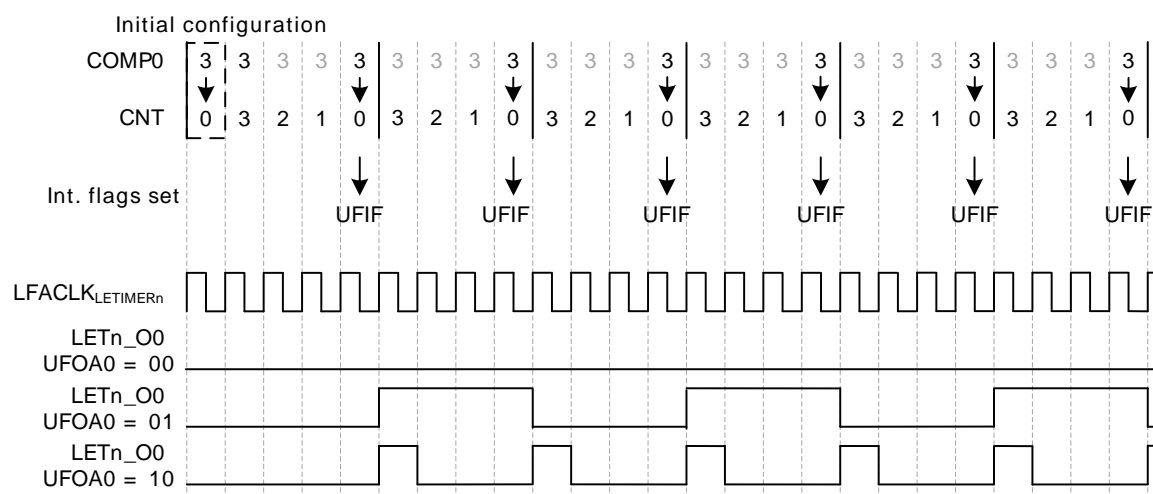 Initial configuration
COMP0 3 3 3 3 3 3 3 3 3 3 3 3 3 3 3 3 3 3 3 3 3 3 3 3 3
CNT 0 3 2 1 0 3 2 1 0 3 2 1 0 3 2 1 0 3 2 1 0 3 2 1 0
Int. flags set
UFIF UFIF UFIF UFIF UFIF UFIF
LFACLKLETIMERn
LETn_O0
UFOA0 = 00
LETn_O0
UFOA0 = 01
LETn_O0
UFOA0 = 10